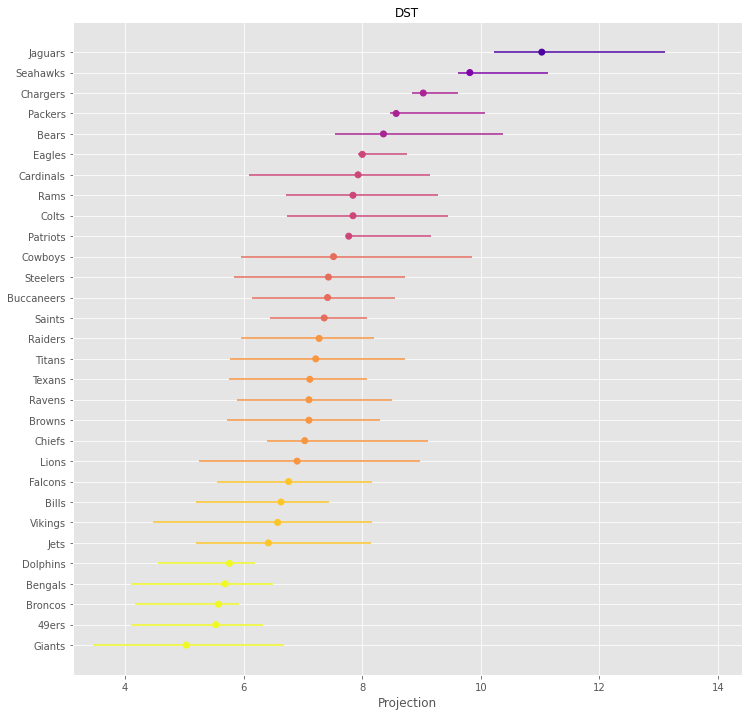 DST
Jaguars
Seahawks
Chargers
Packers
Bears
Eagles
Cardinals
Rams
Colts
Patriots
Cowboys
Steelers
Buccaneers
Saints
Raiders
Titans
Texans
Ravens
Browns
Chiefs
Lions
Falcons
Bills
Vikings
Jets
Dolphins
Bengals
Broncos
49ers
Giants
4 6 8 10 12 14
Projection